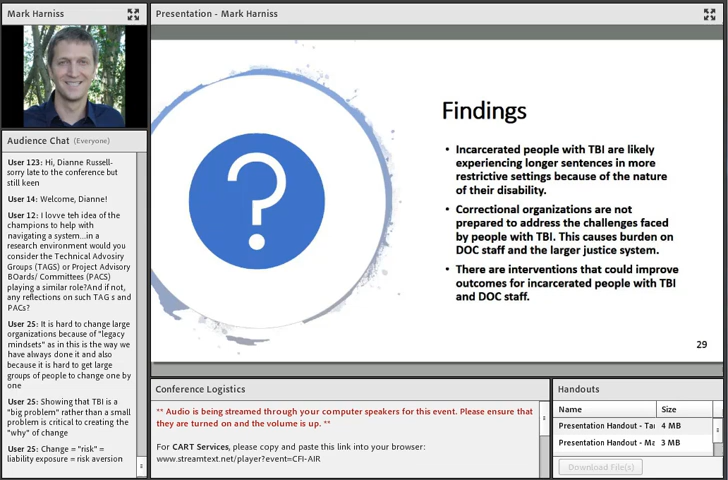 Mark Harniss
Presentation - Mark Harniss
Audience Chat (Everyone)
User 123: Hi, Dianne Russell-
sorry late to the conference but
still keen
User 14: Welcome, Dianne!
User 12: I lovve teh idea of the
champions to help with
navigating a system...in a
research environment would you
consider the Technical Advosiry
Groups (TAGS) or Project Advisory
BOards/ Committees (PACS)
playing a similar role?And if not,
any reflections on such TAG s and
PACs?
User 25: It is hard to change large
organizations because of "legacy
mindsets" as in this is the way we
have always done it and also
because it is hard to get large
groups of people to change one by
one
User 25: Showing that TBI is a
"big problem" rather than a small
problem is critical to creating the
"why" of change
User 25: Change = "risk" =
liability exposure = risk aversion
?
Findings
• Incarcerated people with TBI are likely
experiencing longer sentences in more
restrictive settings because of the nature
of their disability.
• Correctional organizations are not
prepared to address the challenges faced
by people with TBI. This causes burden on
DOC staff and the larger justice system.
• There are interventions that could improve
outcomes for incarcerated people with TBI
and DOC staff.
29
Conference Logistics
** Audio is being streamed through your computer speakers for this event. Please ensure that
they are turned on and the volume is up. **
For CART Services, please copy and paste this link into your browser:
www.streamtext.net/player?event=CFI-AIR
Handouts
Name Size
Presentation Handout - Ta 4 MB
Presentation Handout - Ma 3 MB
Download File(s)